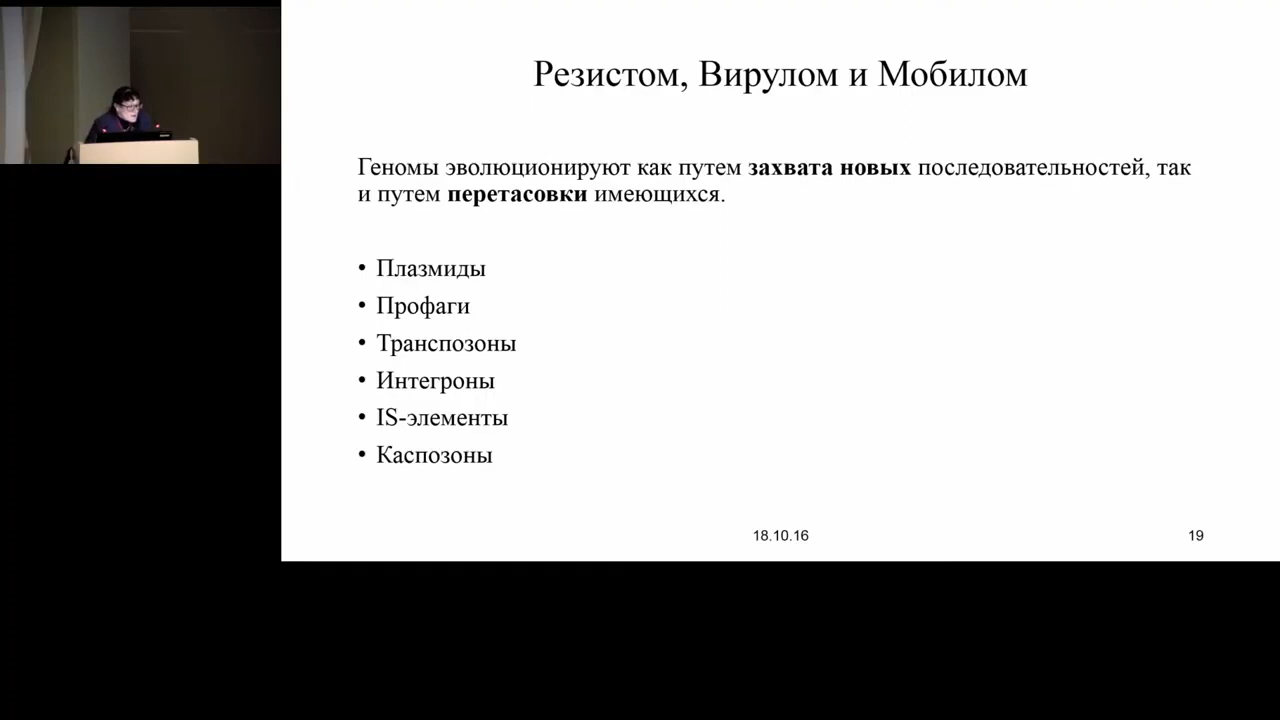 Резистом, Вирулом и Мобилом
Геномы эволюционируют как путем захвата новых последовательностей, так
и путем перетасовки имеющихся.
• Плазмиды
• Профаги
• Транспозоны
• Интегроны
• IS-элементы
• Каспозоны
18.10.16
19